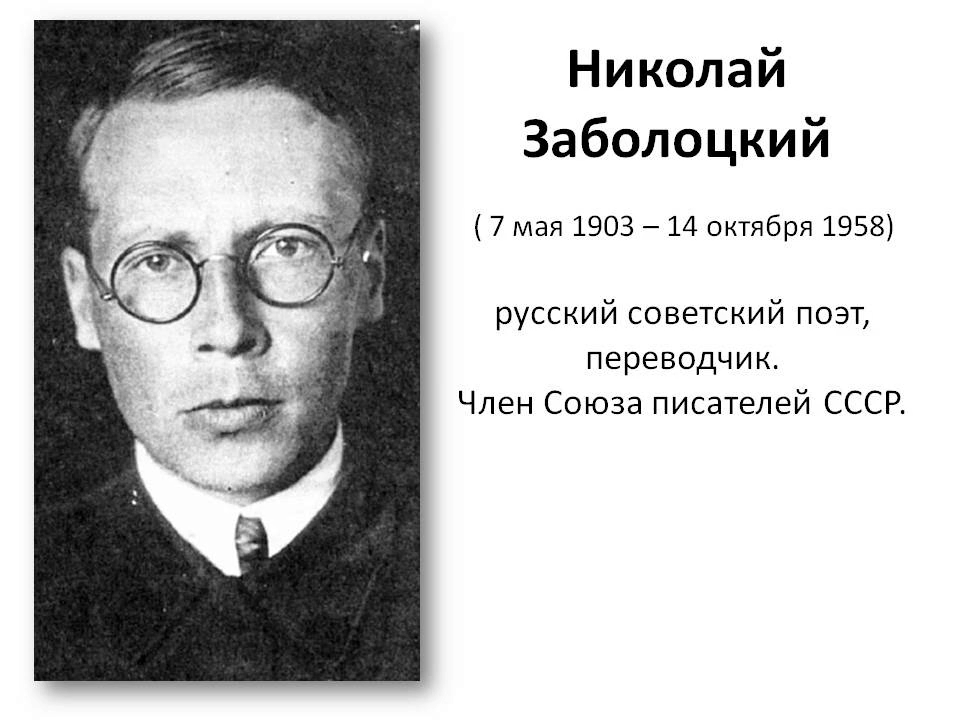 Николай
Заболоцкий
( 7 мая 1903 – 14 октября 1958)
русский советский поэт,
переводчик.
Член Союза писателей СССР.